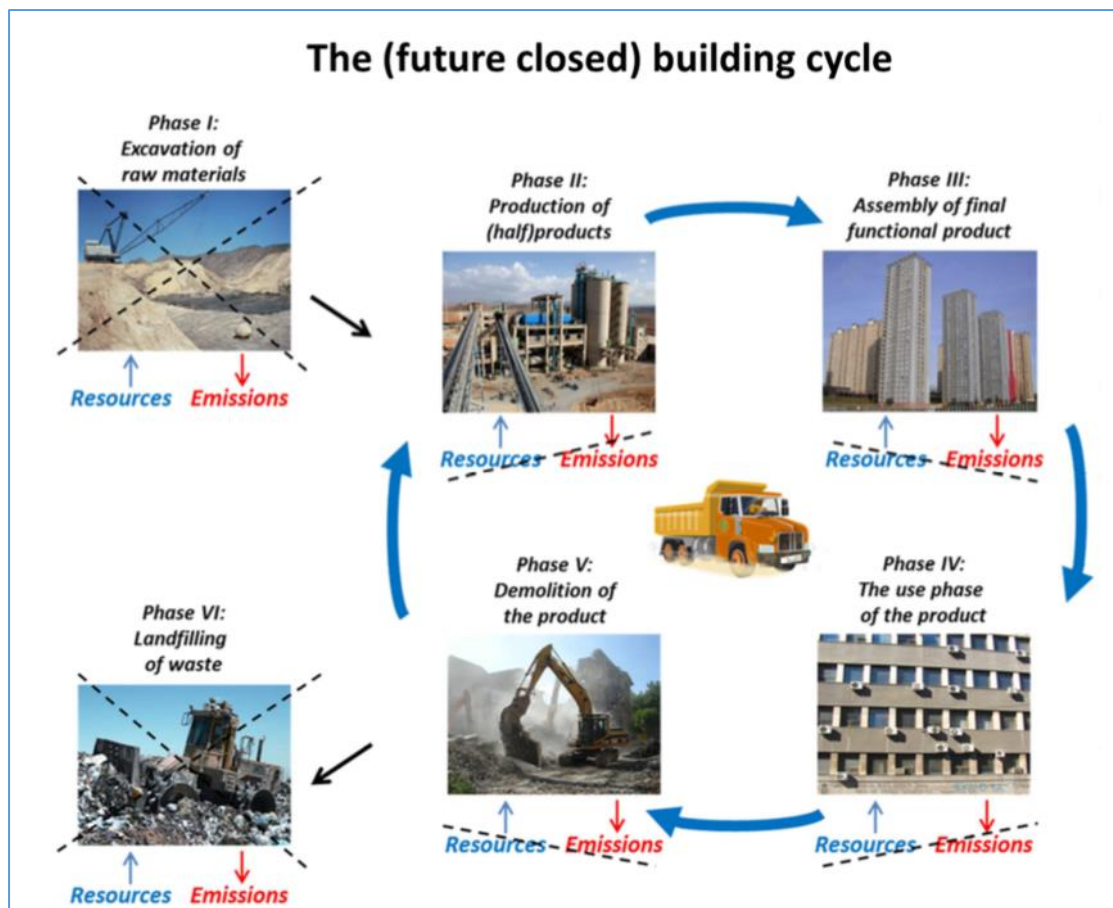 The (future closed) building cycle
Phase I:
Excavation of
raw materials
Resources Emissions
Phase II:
Production of
(half)products
Resources Emissions
Phase III:
Assembly of final
functional product
Resources Emissions
Phase IV:
The use phase
of the product
Resources Emissions
Phase V:
Demolition of
the product
Resources Emissions
Phase VI:
Landfilling
of waste
Resources Emissions